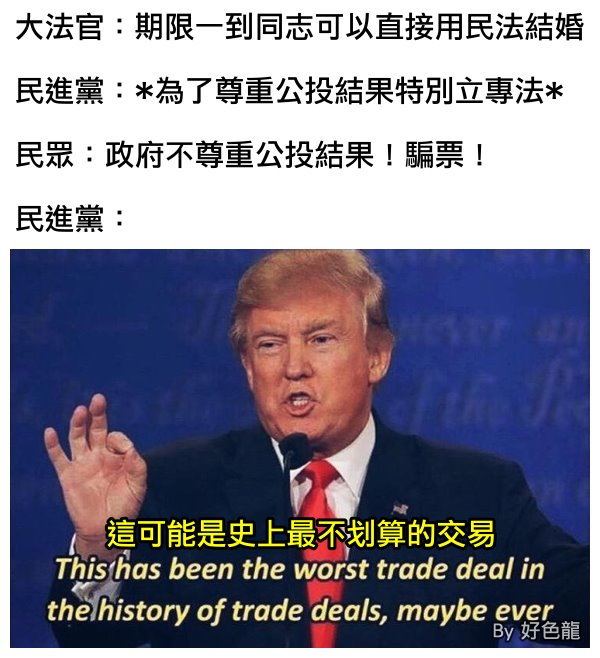 大法官：期限一到同志可以直接用民法結婚
民進黨：*為了尊重公投結果特別立專法*
民眾：政府不尊重公投結果！騙票！
民進黨：
這可能是史上最不划算的交易
This has been the worst trade deal in
the history of trade deals, maybe ever
By 好色龍